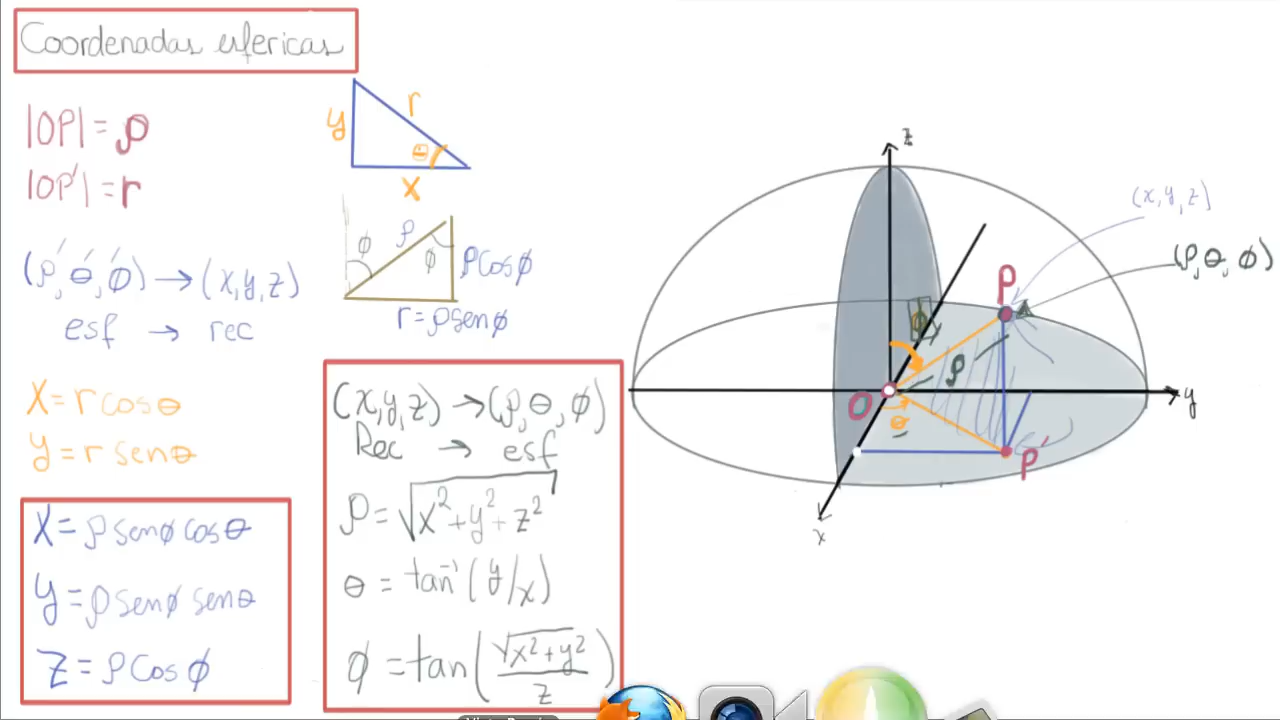 Coordenadas esfericas
|OP| = ρ
|OP'| = r
(ρ, θ, φ) → (x, y, z)
esf → rec
x = r cos θ
y = r sen θ
x = ρ sen φ cos θ
y = ρ sen φ sen θ
z = ρ cos φ
y
r
θ
x
φ
ρ
φ
ρ cos φ
r = ρ sen φ
(x, y, z) → (ρ, θ, φ)
Rec → esf
ρ = √x² + y² + z²
θ = tan⁻¹ (y/x)
φ = tan (√x² + y² / z)
z
(x, y, z)
(ρ, θ, φ)
P
φ
ρ
O
θ
y
P'
x